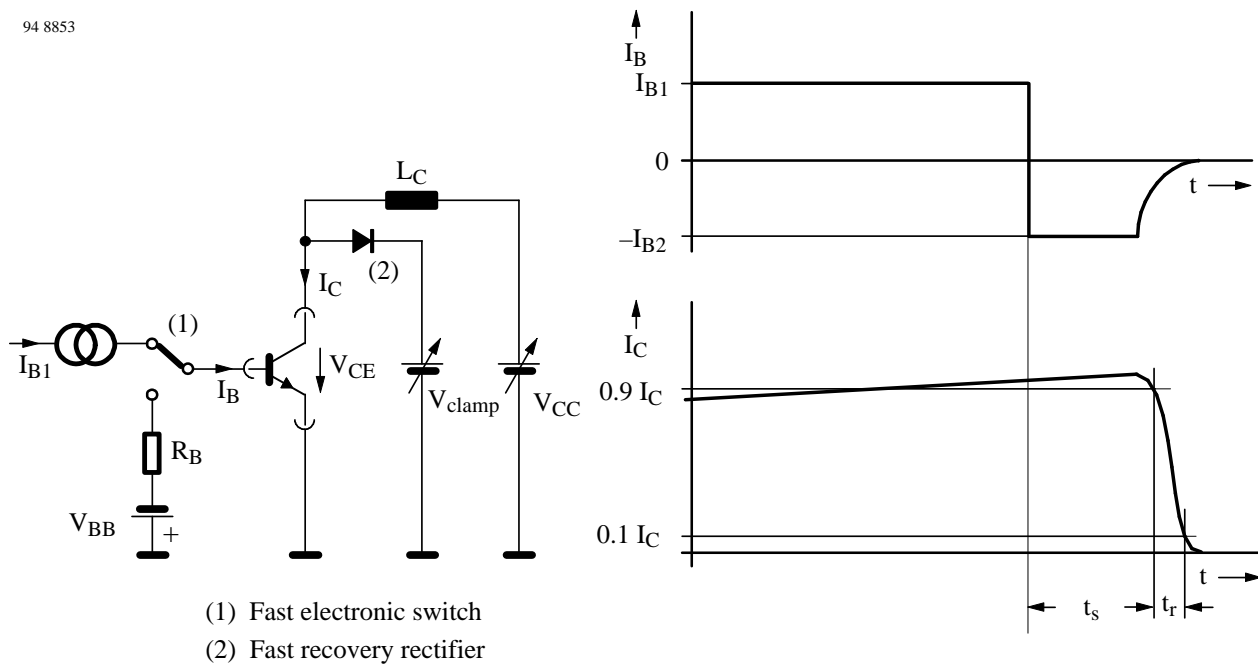 94 8853
I_B
I_B1
0
t
–I_B2
L_C
(2)
I_C
(1)
I_B1
I_B
V_CE
V_clamp
V_CC
R_B
V_BB
+
I_C
0.9 I_C
0.1 I_C
t
t_s
t_r
(1) Fast electronic switch
(2) Fast recovery rectifier